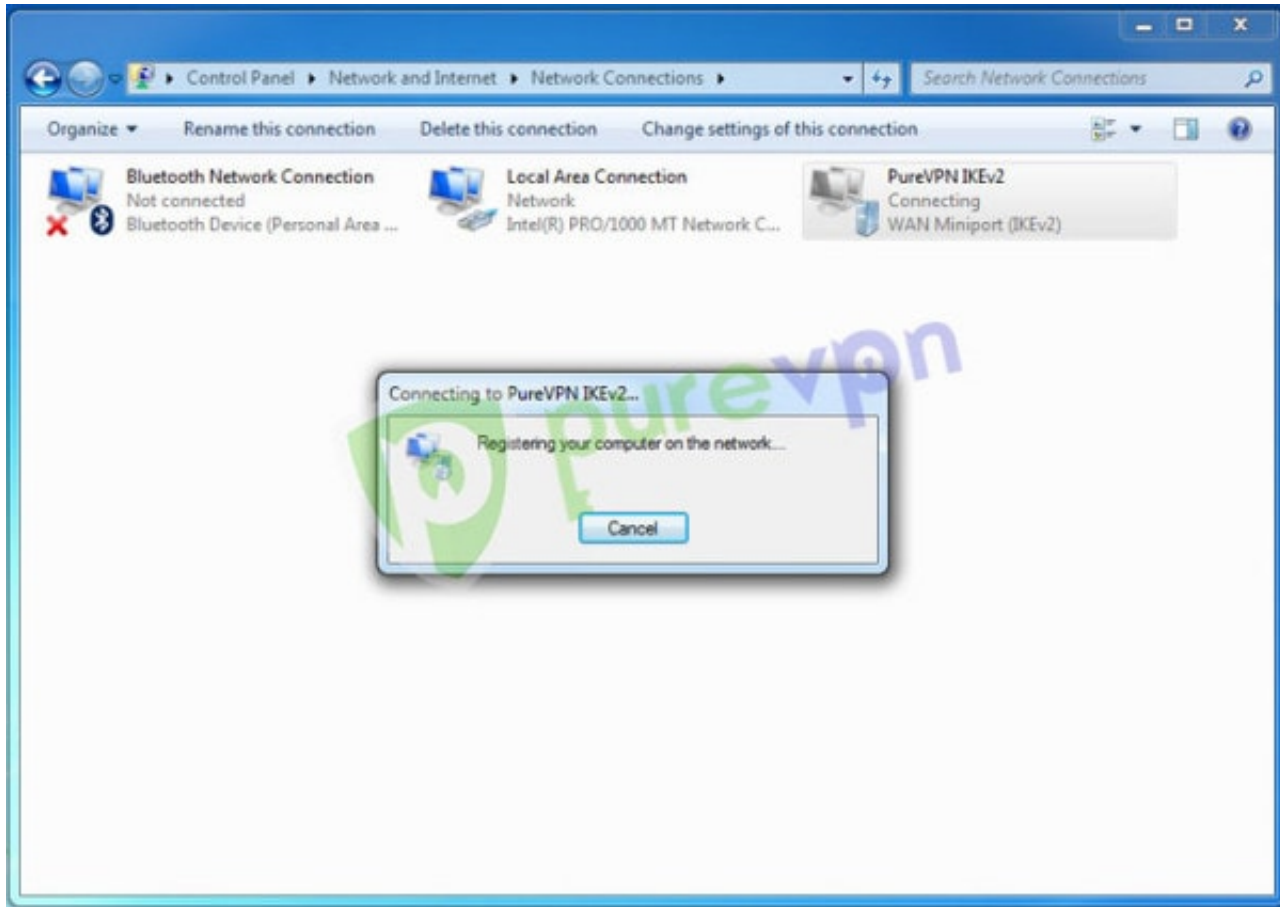 Control Panel ▸ Network and Internet ▸ Network Connections ▸
Search Network Connections
Organize
Rename this connection
Delete this connection
Change settings of this connection
Bluetooth Network Connection
Not connected
Bluetooth Device (Personal Area ...
Local Area Connection
Network
Intel(R) PRO/1000 MT Network C...
PureVPN IKEv2
Connecting
WAN Miniport (IKEv2)
purevpn
Connecting to PureVPN IKEv2...
Registering your computer on the network...
Cancel